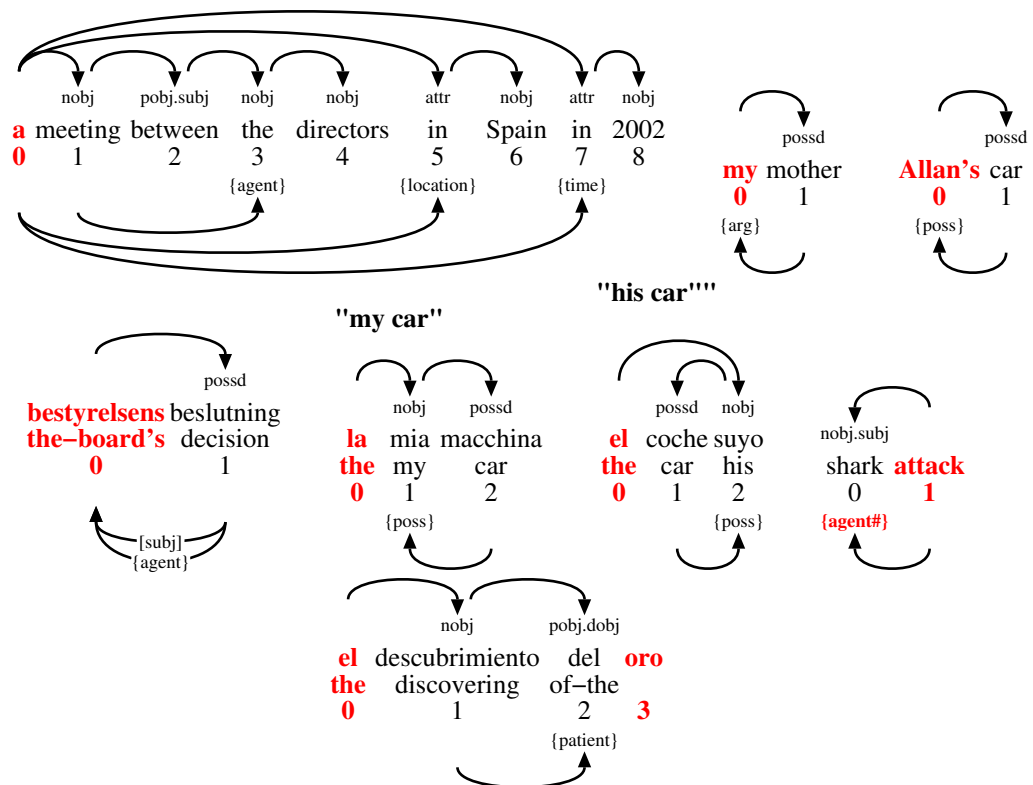 nobj pobj.subj nobj nobj attr nobj attr nobj
a meeting between the directors in Spain in 2002
0 1 2 3 4 5 6 7 8
{agent} {location} {time}
possd
my mother
0 1
{arg}
possd
Allan's car
0 1
{poss}
possd
bestyrelsens beslutning
the−board's decision
0 1
[subj]
{agent}
"my car"
nobj possd
la mia macchina
the my car
0 1 2
{poss}
"his car""
possd nobj
el coche suyo
the car his
0 1 2
{poss}
nobj.subj
shark attack
0 1
{agent#}
nobj pobj.dobj
el descubrimiento del oro
the discovering of−the
0 1 2 3
{patient}